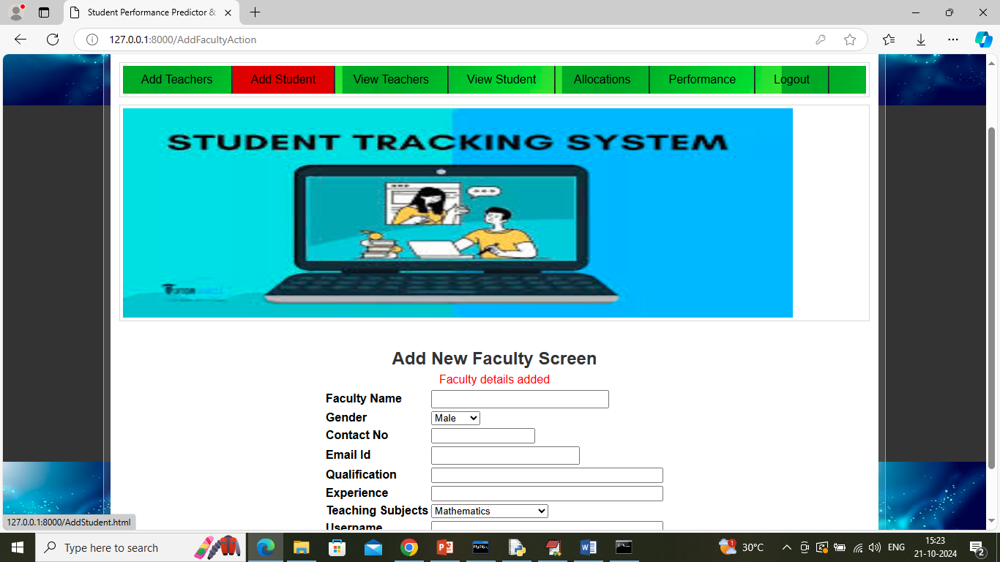 Student Performance Predictor &
127.0.0.1:8000/AddFacultyAction
Add Teachers
Add Student
View Teachers
View Student
Allocations
Performance
Logout
STUDENT TRACKING SYSTEM
Add New Faculty Screen
Faculty details added
Faculty Name
Gender Male
Contact No
Email Id
Qualification
Experience
Teaching Subjects Mathematics
Username
127.0.0.1:8000/AddStudent.html
Type here to search
30°C
ENG
15:23
21-10-2024
2